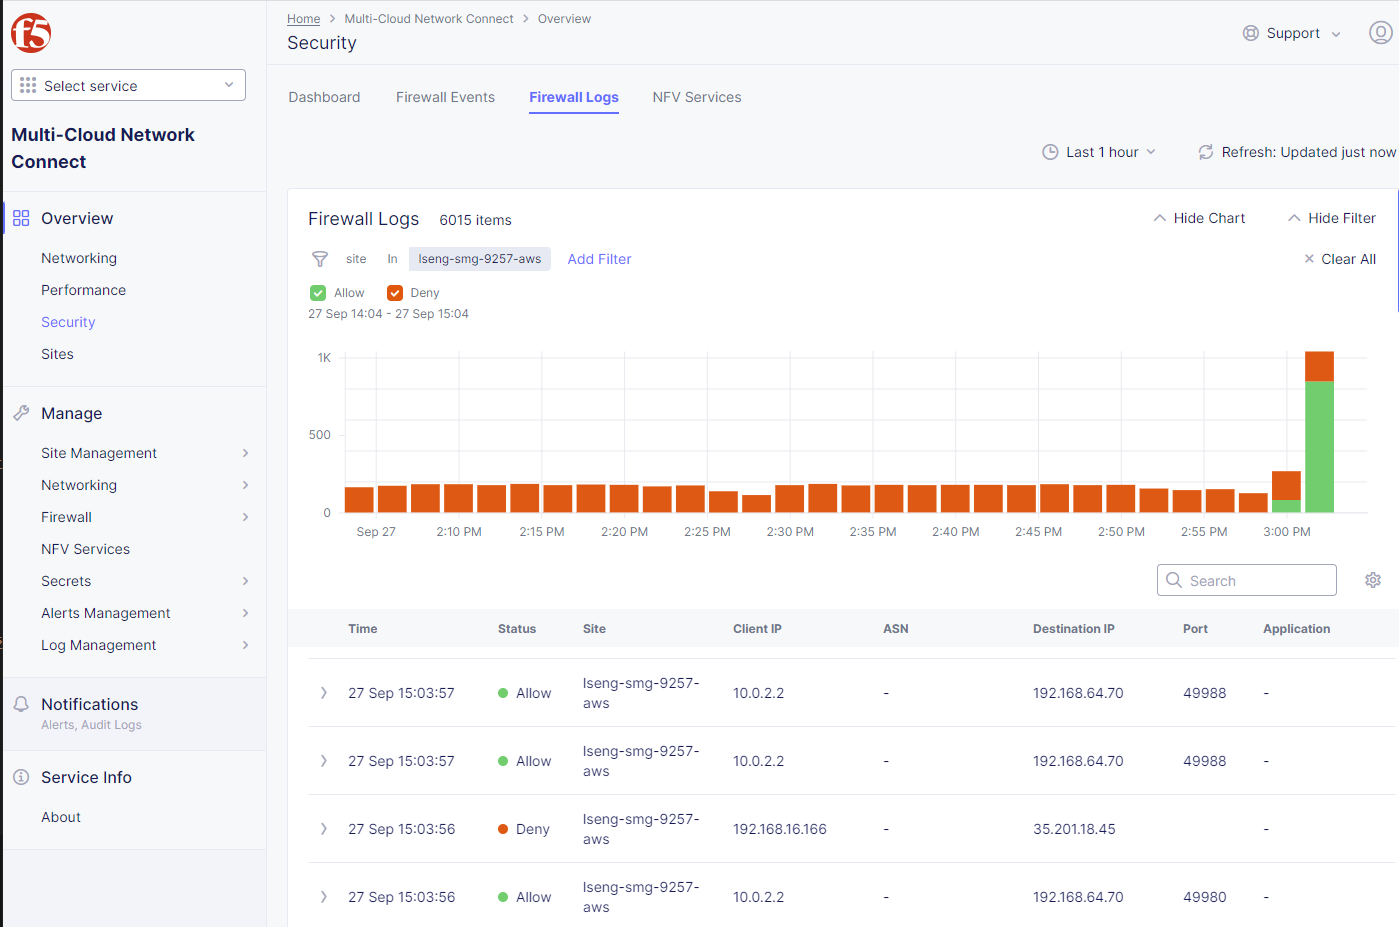 f5
Select service
Multi-Cloud Network
Connect
Overview
Networking
Performance
Security
Sites
Manage
Site Management
Networking
Firewall
NFV Services
Secrets
Alerts Management
Log Management
Notifications
Alerts, Audit Logs
Service Info
About
Home > Multi-Cloud Network Connect > Overview
Security
Support
Dashboard Firewall Events Firewall Logs NFV Services
Last 1 hour Refresh: Updated just now
Firewall Logs 6015 items Hide Chart Hide Filter
site In lseng-smg-9257-aws Add Filter Clear All
Allow Deny
27 Sep 14:04 - 27 Sep 15:04
1K
500
0
Sep 27 2:10 PM 2:15 PM 2:20 PM 2:25 PM 2:30 PM 2:35 PM 2:40 PM 2:45 PM 2:50 PM 2:55 PM 3:00 PM
Search
Time Status Site Client IP ASN Destination IP Port Application
27 Sep 15:03:57 Allow lseng-smg-9257-aws 10.0.2.2 - 192.168.64.70 49988 -
27 Sep 15:03:57 Allow lseng-smg-9257-aws 10.0.2.2 - 192.168.64.70 49988 -
27 Sep 15:03:56 Deny lseng-smg-9257-aws 192.168.16.166 - 35.201.18.45 -
27 Sep 15:03:56 Allow lseng-smg-9257-aws 10.0.2.2 - 192.168.64.70 49980 -